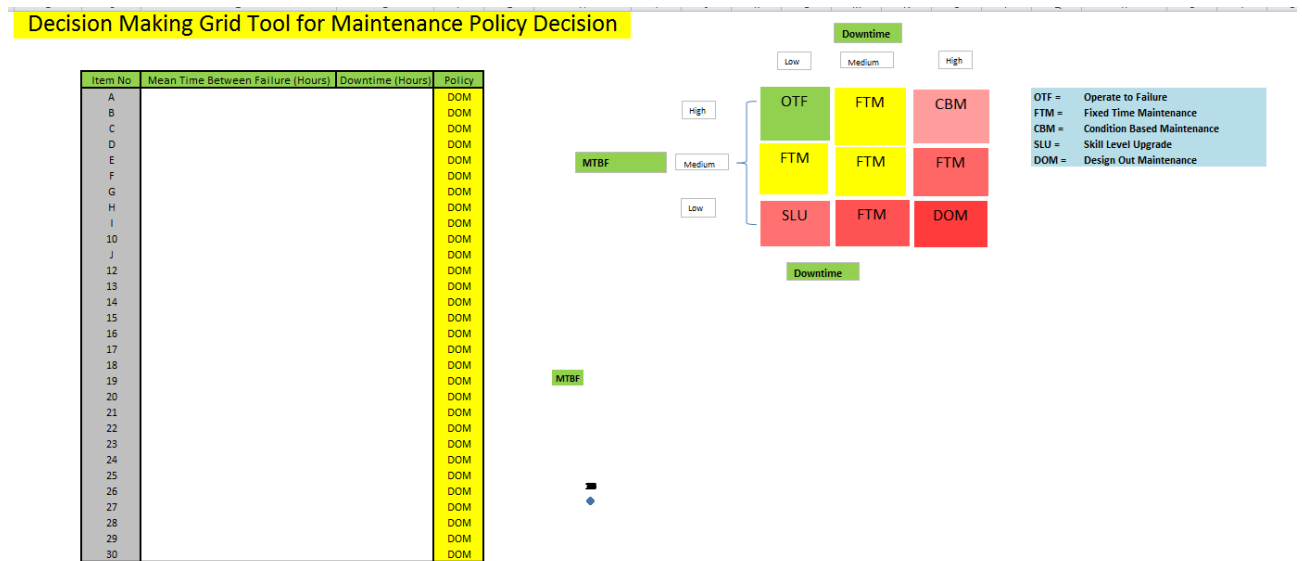 Decision Making Grid Tool for Maintenance Policy Decision
Item No Mean Time Between Failure (Hours) Downtime (Hours) Policy
A DOM
B DOM
C DOM
D DOM
E DOM
F DOM
G DOM
H DOM
I DOM
10 DOM
J DOM
12 DOM
13 DOM
14 DOM
15 DOM
16 DOM
17 DOM
18 DOM
19 DOM
20 DOM
21 DOM
22 DOM
23 DOM
24 DOM
25 DOM
26 DOM
27 DOM
28 DOM
29 DOM
30 DOM
Downtime
Low Medium High
High OTF FTM CBM
MTBF Medium FTM FTM FTM
Low SLU FTM DOM
Downtime
MTBF
OTF = Operate to Failure
FTM = Fixed Time Maintenance
CBM = Condition Based Maintenance
SLU = Skill Level Upgrade
DOM = Design Out Maintenance